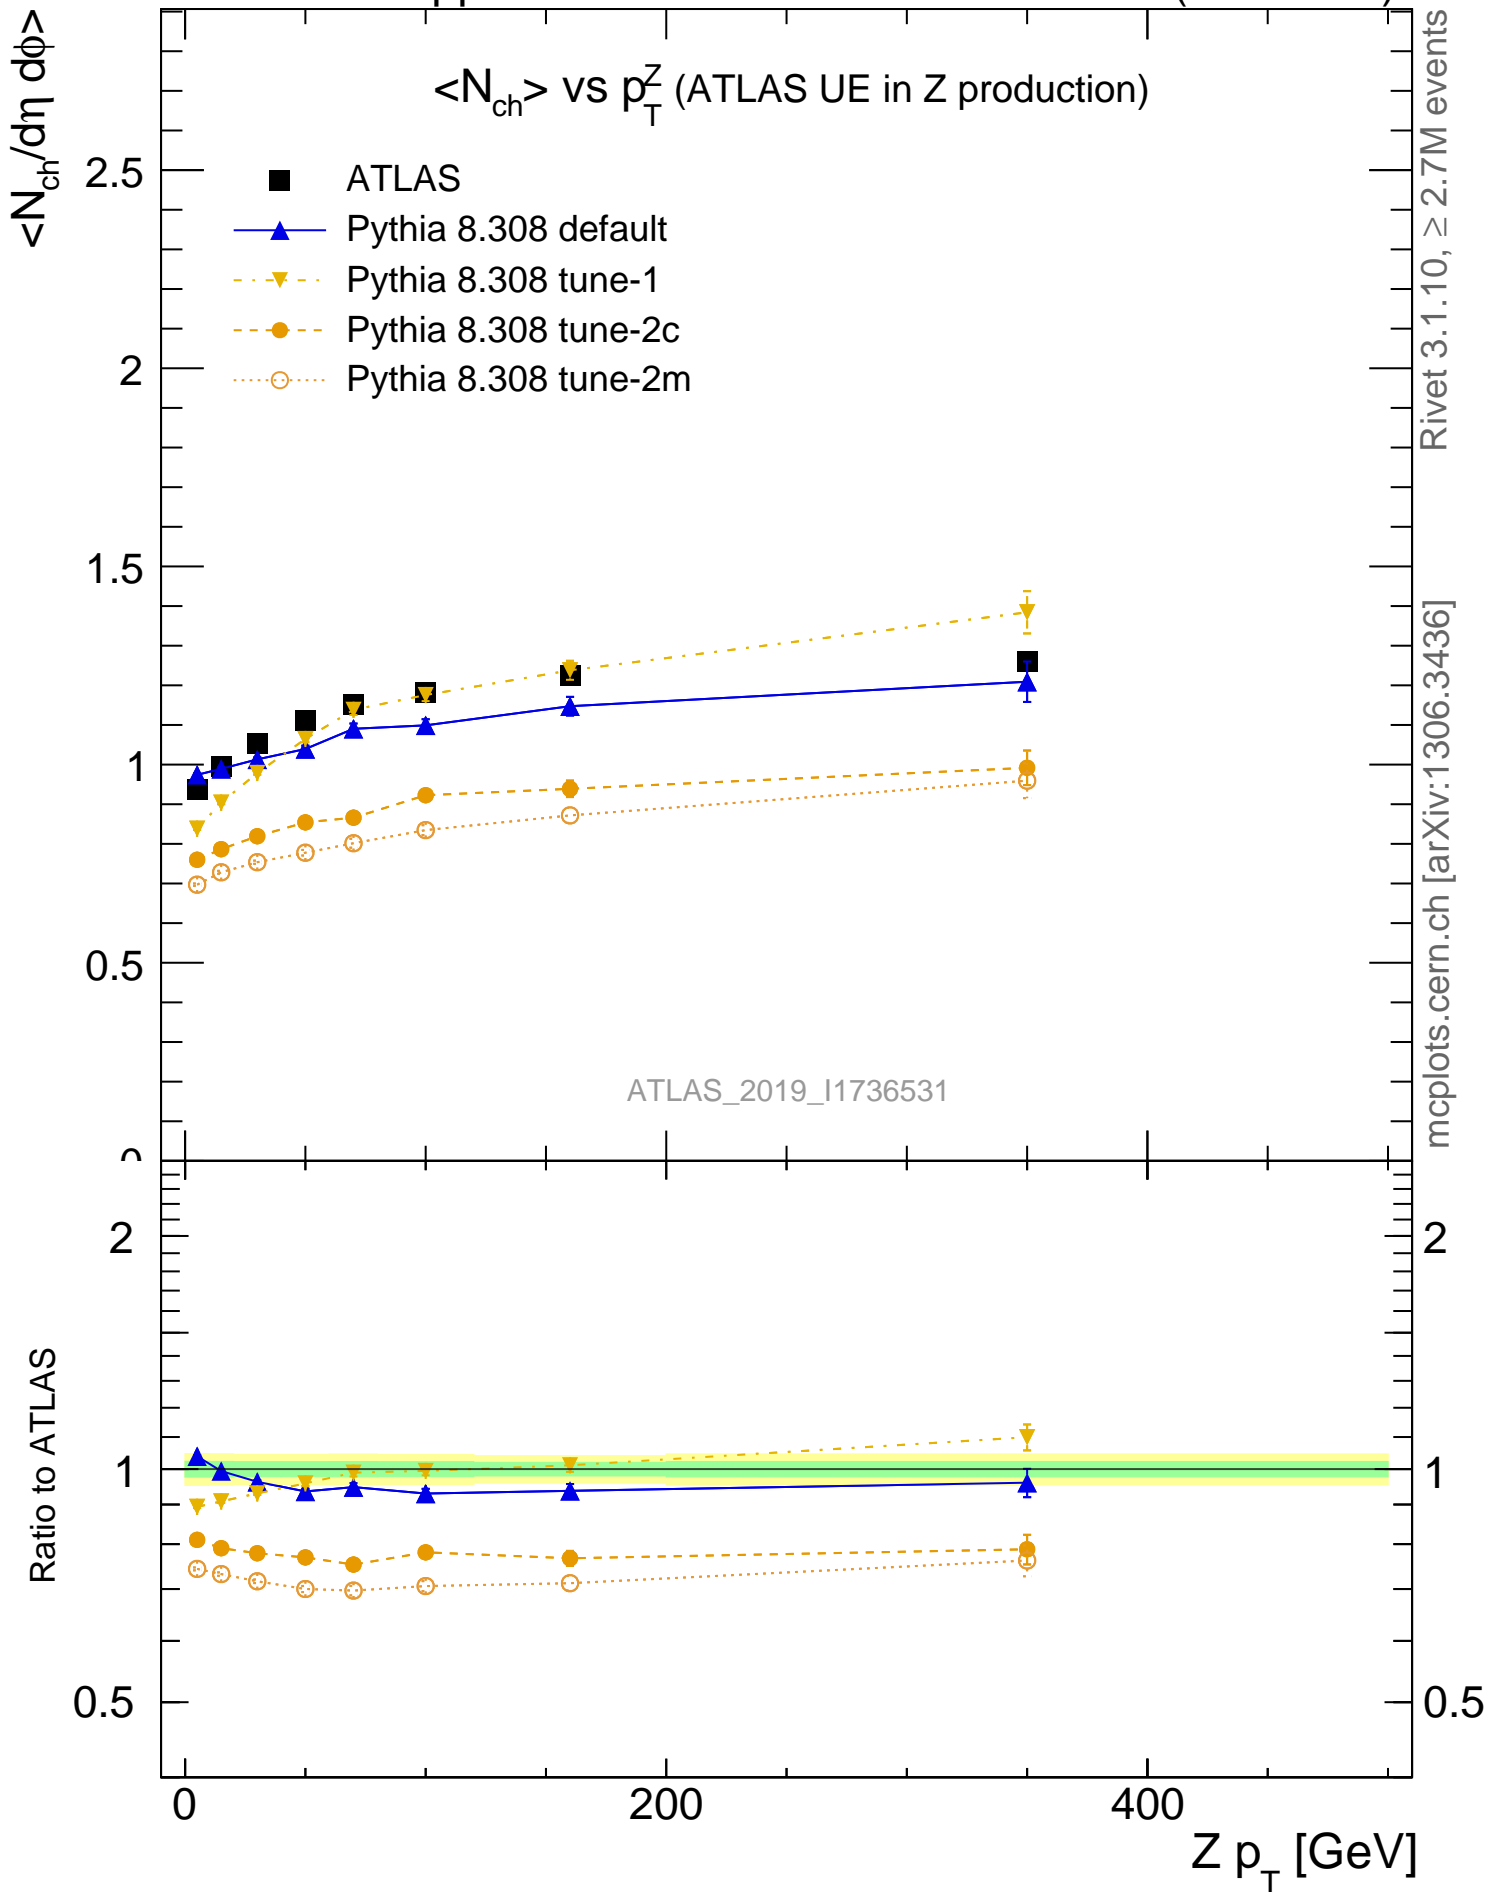 pp
<N_ch> vs p_T^Z (ATLAS UE in Z production)
<N_ch/dη dϕ>
ATLAS
Pythia 8.308 default
Pythia 8.308 tune-1
Pythia 8.308 tune-2c
Pythia 8.308 tune-2m
2.5
2
1.5
1
0.5
0
ATLAS_2019_I1736531
Rivet 3.1.10, ≥ 2.7M events
mcplots.cern.ch [arXiv:1306.3436]
Ratio to ATLAS
2
1
0.5
2
1
0.5
0
200
400
Z p_T [GeV]